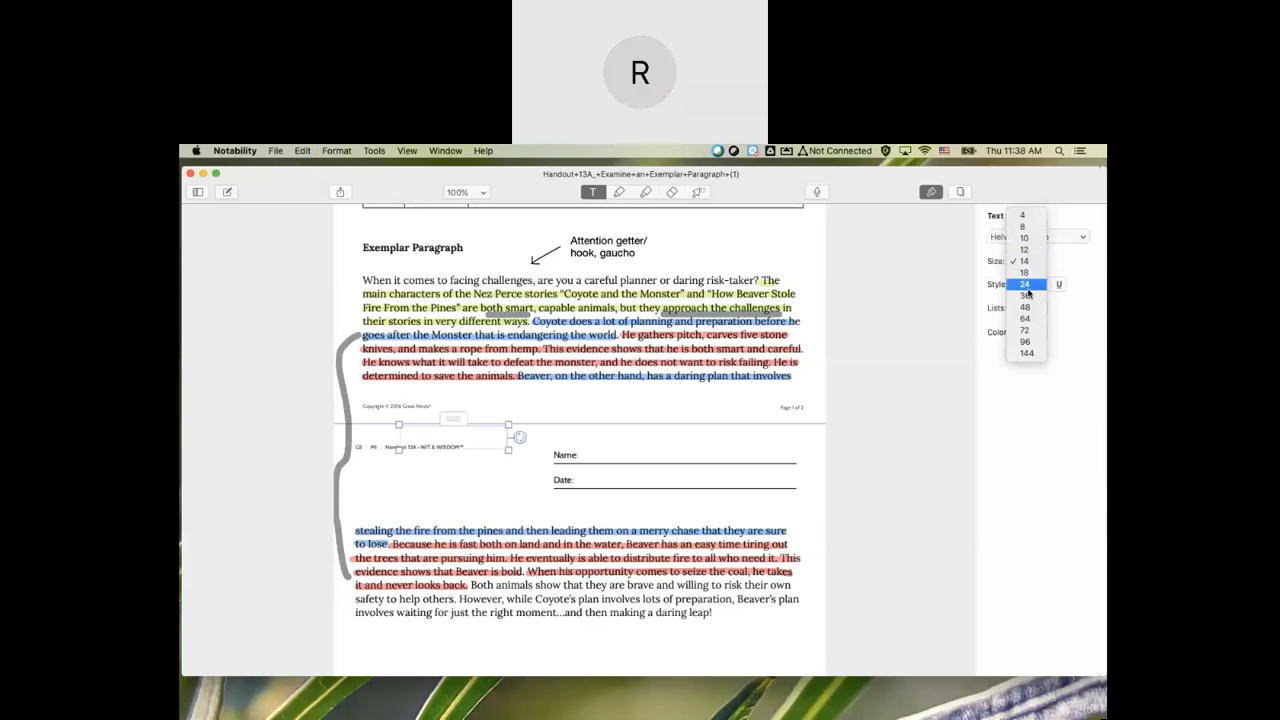 R
Notability File Edit Format Tools View Window Help Not Connected Thu 11:38 AM
Handout+13A_+Examine+an+Exemplar+Paragraph+(1)
100% T
Text
4
8
10
12
Size: ✓ 14
18
Style: 24 U
Lists: 48
64
Color 72
96
144
Exemplar Paragraph
Attention getter/
hook, gaucho
When it comes to facing challenges, are you a careful planner or daring risk-taker? The
main characters of the Nez Perce stories “Coyote and the Monster” and “How Beaver Stole
Fire From the Pines” are both smart, capable animals, but they approach the challenges in
their stories in very different ways. Coyote does a lot of planning and preparation before he
goes after the Monster that is endangering the world. He gathers pitch, carves five stone
knives, and makes a rope from hemp. This evidence shows that he is both smart and careful.
He knows what it will take to defeat the monster, and he does not want to risk failing. He is
determined to save the animals. Beaver, on the other hand, has a daring plan that involves
Copyright © 2016 Great Minds® Page 1 of 2
G5 M1 Handout 13A • WIT & WISDOM™
Name:
Date:
stealing the fire from the pines and then leading them on a merry chase that they are sure
to lose. Because he is fast both on land and in the water, Beaver has an easy time tiring out
the trees that are pursuing him. He eventually is able to distribute fire to all who need it. This
evidence shows that Beaver is bold. When his opportunity comes to seize the coal, he takes
it and never looks back. Both animals show that they are brave and willing to risk their own
safety to help others. However, while Coyote’s plan involves lots of preparation, Beaver’s plan
involves waiting for just the right moment…and then making a daring leap!